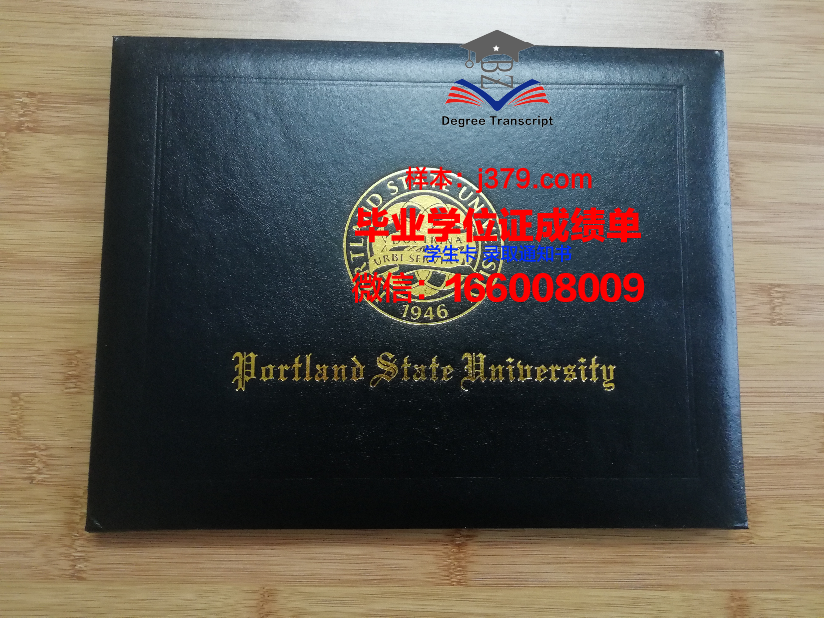 Degree Transcript
样本：j379.com
毕业学位证成绩单
学生卡 录取通知书
微信：166008009
1946
Portland State University